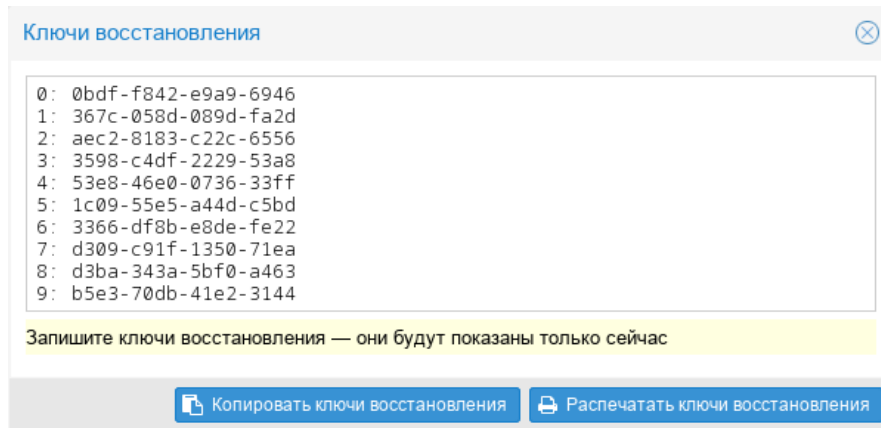 Ключи восстановления
0: 0bdf-f842-e9a9-6946
1: 367c-058d-089d-fa2d
2: aec2-8183-c22c-6556
3: 3598-c4df-2229-53a8
4: 53e8-46e0-0736-33ff
5: 1c09-55e5-a44d-c5bd
6: 3366-df8b-e8de-fe22
7: d309-c91f-1350-71ea
8: d3ba-343a-5bf0-a463
9: b5e3-70db-41e2-3144
Запишите ключи восстановления — они будут показаны только сейчас
Копировать ключи восстановления
Распечатать ключи восстановления